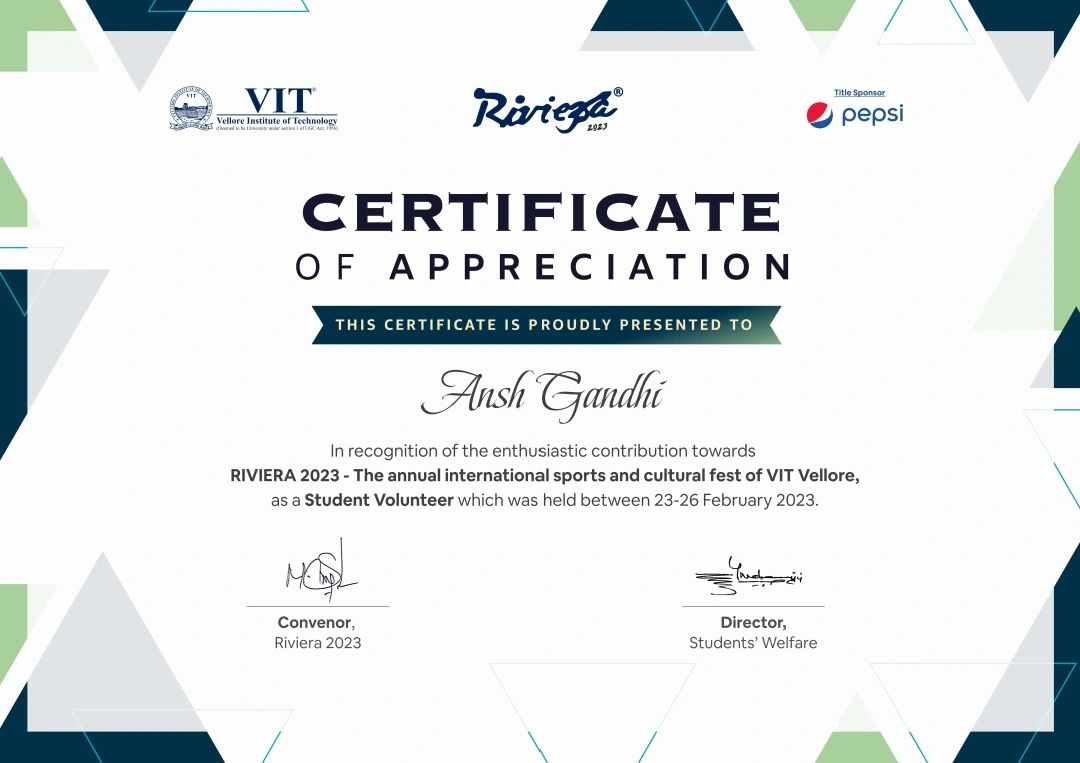 VIT®
Vellore Institute of Technology
(Deemed to be University under section 3 of UGC Act, 1956)
VIT
Riviera®
2023
Title Sponsor
pepsi
CERTIFICATE
OF APPRECIATION
THIS CERTIFICATE IS PROUDLY PRESENTED TO
Ansh Gandhi
In recognition of the enthusiastic contribution towards
RIVIERA 2023 - The annual international sports and cultural fest of VIT Vellore,
as a Student Volunteer which was held between 23-26 February 2023.
Convenor,
Riviera 2023
Director,
Students’ Welfare